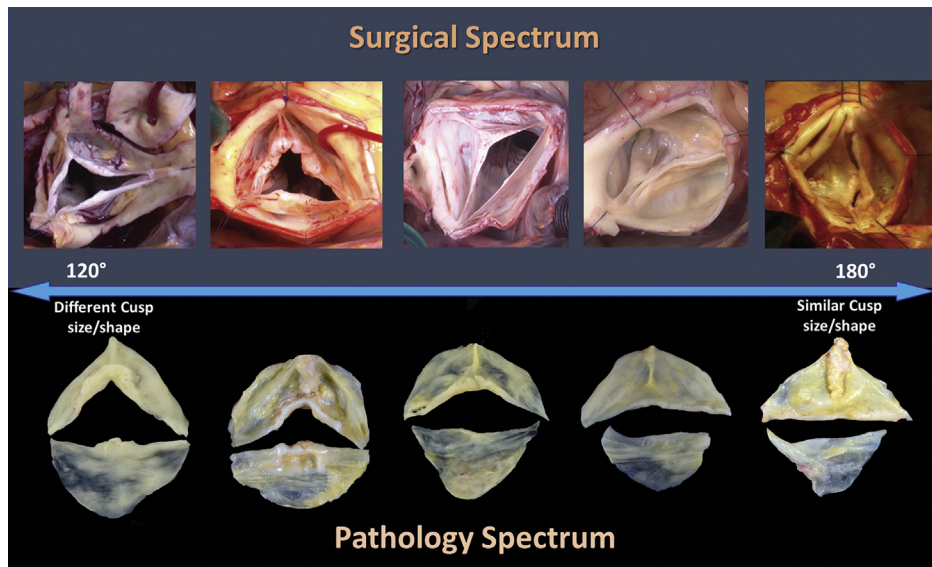 Surgical Spectrum
120°
180°
Different Cusp
size/shape
Similar Cusp
size/shape
Pathology Spectrum